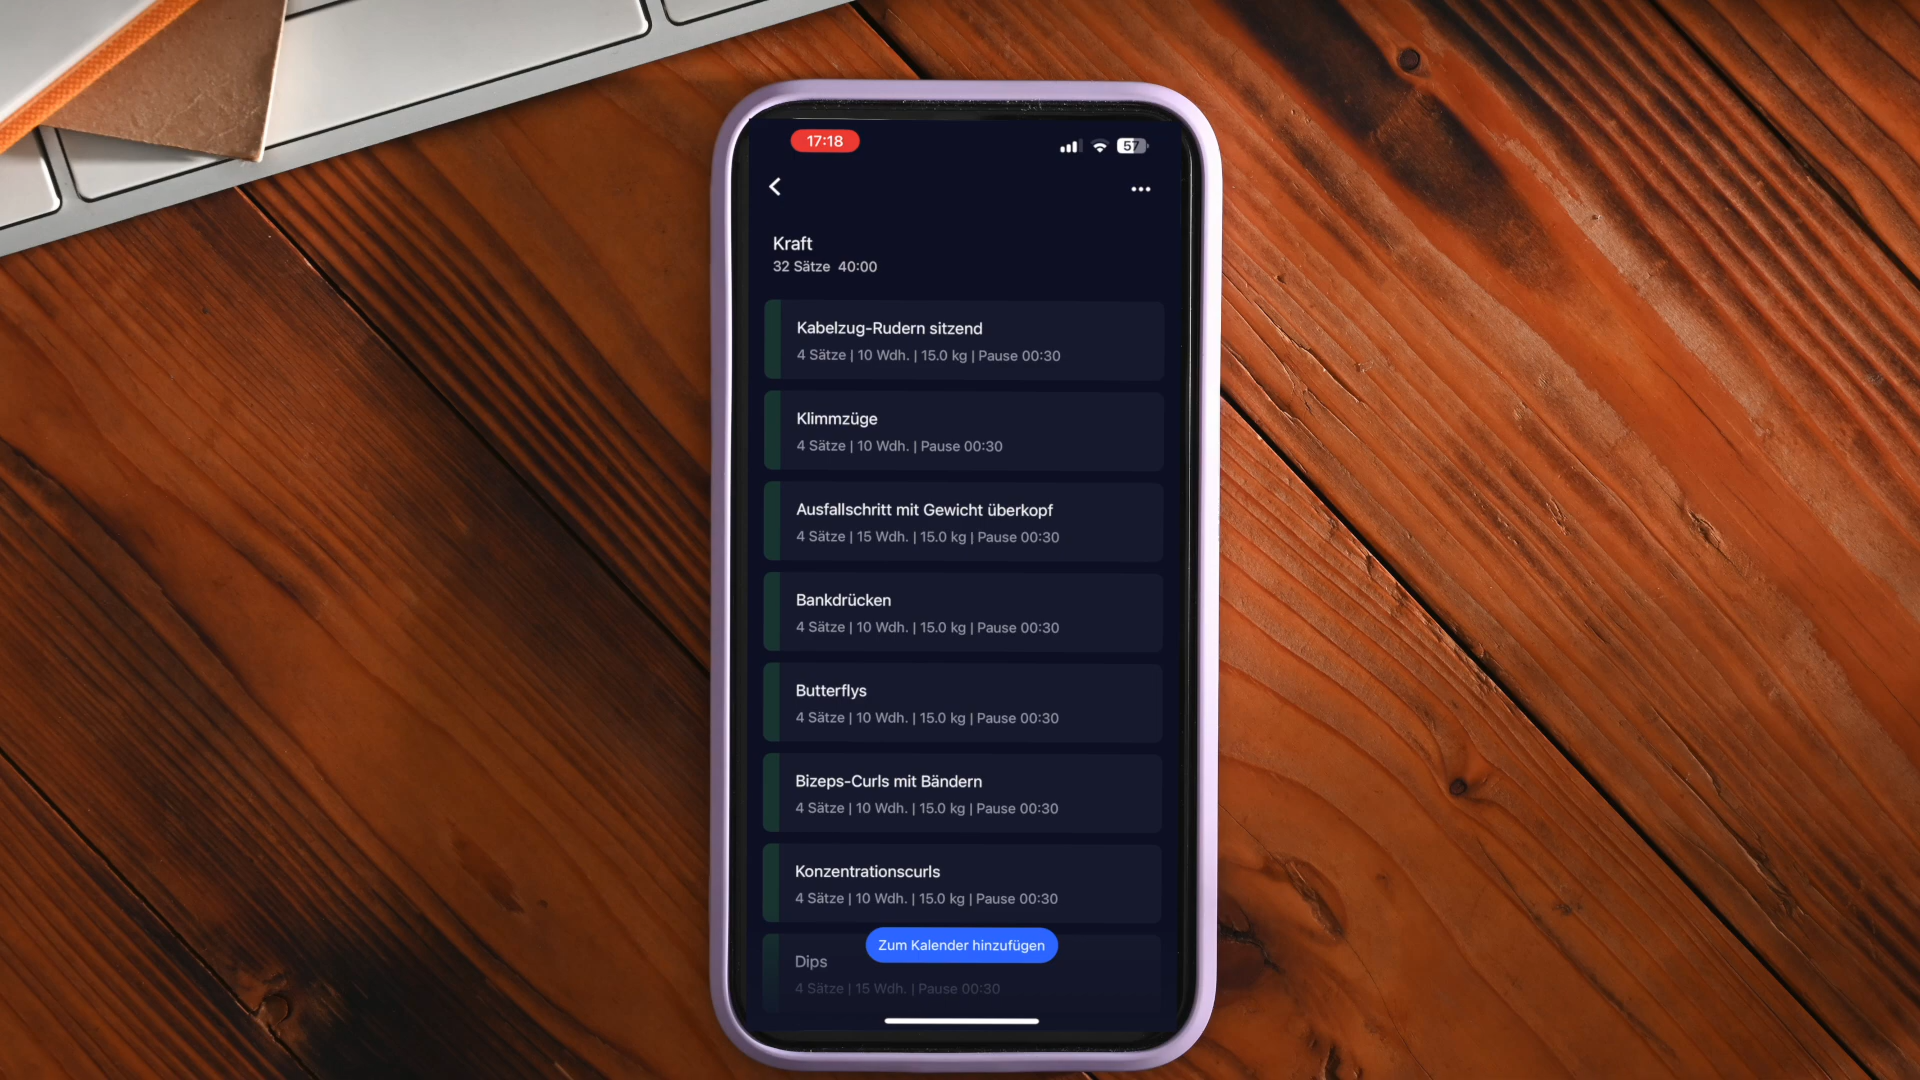 17:18
57
Kraft
32 Sätze 40:00
Kabelzug-Rudern sitzend
4 Sätze | 10 Wdh. | 15.0 kg | Pause 00:30
Klimmzüge
4 Sätze | 10 Wdh. | Pause 00:30
Ausfallschritt mit Gewicht überkopf
4 Sätze | 15 Wdh. | 15.0 kg | Pause 00:30
Bankdrücken
4 Sätze | 10 Wdh. | 15.0 kg | Pause 00:30
Butterflys
4 Sätze | 10 Wdh. | 15.0 kg | Pause 00:30
Bizeps-Curls mit Bändern
4 Sätze | 10 Wdh. | 15.0 kg | Pause 00:30
Konzentrationscurls
4 Sätze | 10 Wdh. | 15.0 kg | Pause 00:30
Zum Kalender hinzufügen
Dips
4 Sätze | 15 Wdh. | Pause 00:30